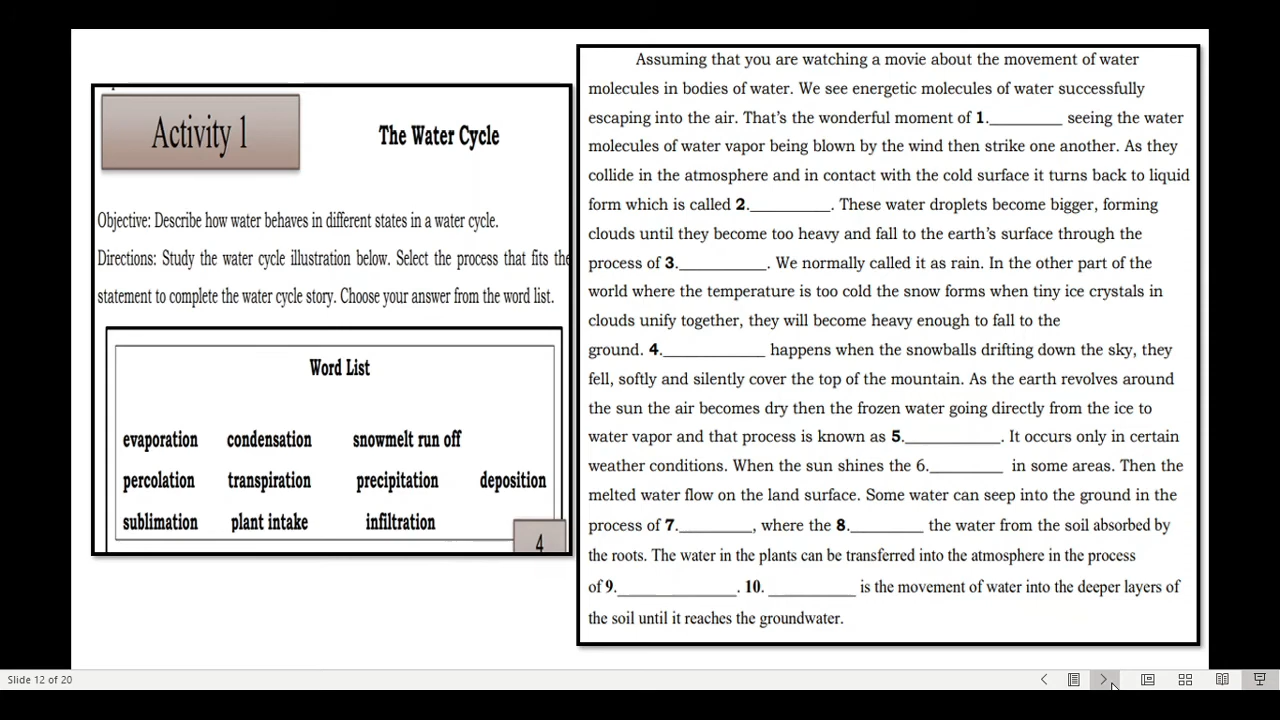 Activity 1
The Water Cycle
Objective: Describe how water behaves in different states in a water cycle.
Directions: Study the water cycle illustration below. Select the process that fits the
statement to complete the water cycle story. Choose your answer from the word list.
Word List
evaporation condensation snowmelt run off
percolation transpiration precipitation deposition
sublimation plant intake infiltration
4
Assuming that you are watching a movie about the movement of water
molecules in bodies of water. We see energetic molecules of water successfully
escaping into the air. That's the wonderful moment of 1.________ seeing the water
molecules of water vapor being blown by the wind then strike one another. As they
collide in the atmosphere and in contact with the cold surface it turns back to liquid
form which is called 2.__________. These water droplets become bigger, forming
clouds until they become too heavy and fall to the earth's surface through the
process of 3.___________. We normally called it as rain. In the other part of the
world where the temperature is too cold the snow forms when tiny ice crystals in
clouds unify together, they will become heavy enough to fall to the
ground. 4.____________ happens when the snowballs drifting down the sky, they
fell, softly and silently cover the top of the mountain. As the earth revolves around
the sun the air becomes dry then the frozen water going directly from the ice to
water vapor and that process is known as 5.____________. It occurs only in certain
weather conditions. When the sun shines the 6._________ in some areas. Then the
melted water flow on the land surface. Some water can seep into the ground in the
process of 7._________, where the 8._________ the water from the soil absorbed by
the roots. The water in the plants can be transferred into the atmosphere in the process
of 9._______________. 10. ___________ is the movement of water into the deeper layers of
the soil until it reaches the groundwater.
Slide 12 of 20